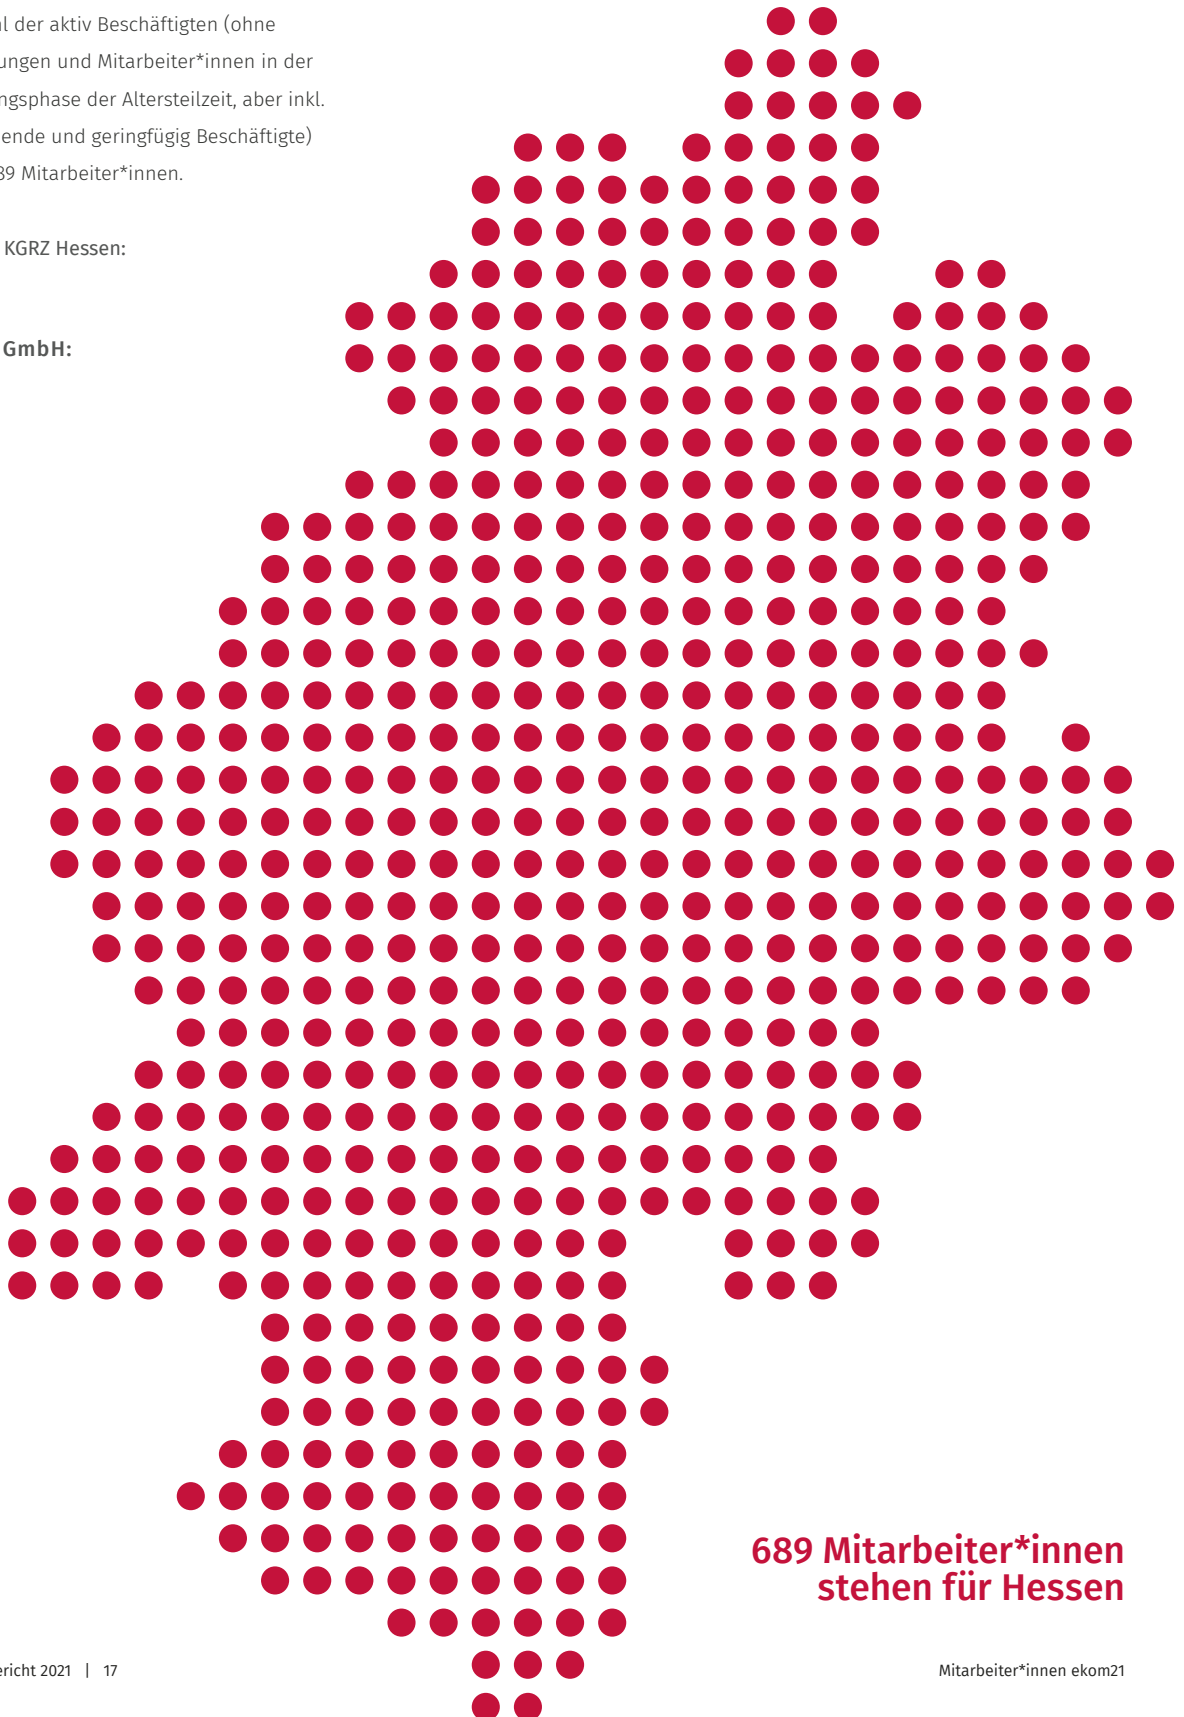 l der aktiv Beschäftigten (ohne
ungen und Mitarbeiter*innen in der
ngsphase der Altersteilzeit, aber inkl.
ende und geringfügig Beschäftigte)
89 Mitarbeiter*innen.
KGRZ Hessen:
GmbH:
689 Mitarbeiter*innen
stehen für Hessen
ericht 2021 | 17
Mitarbeiter*innen ekom21